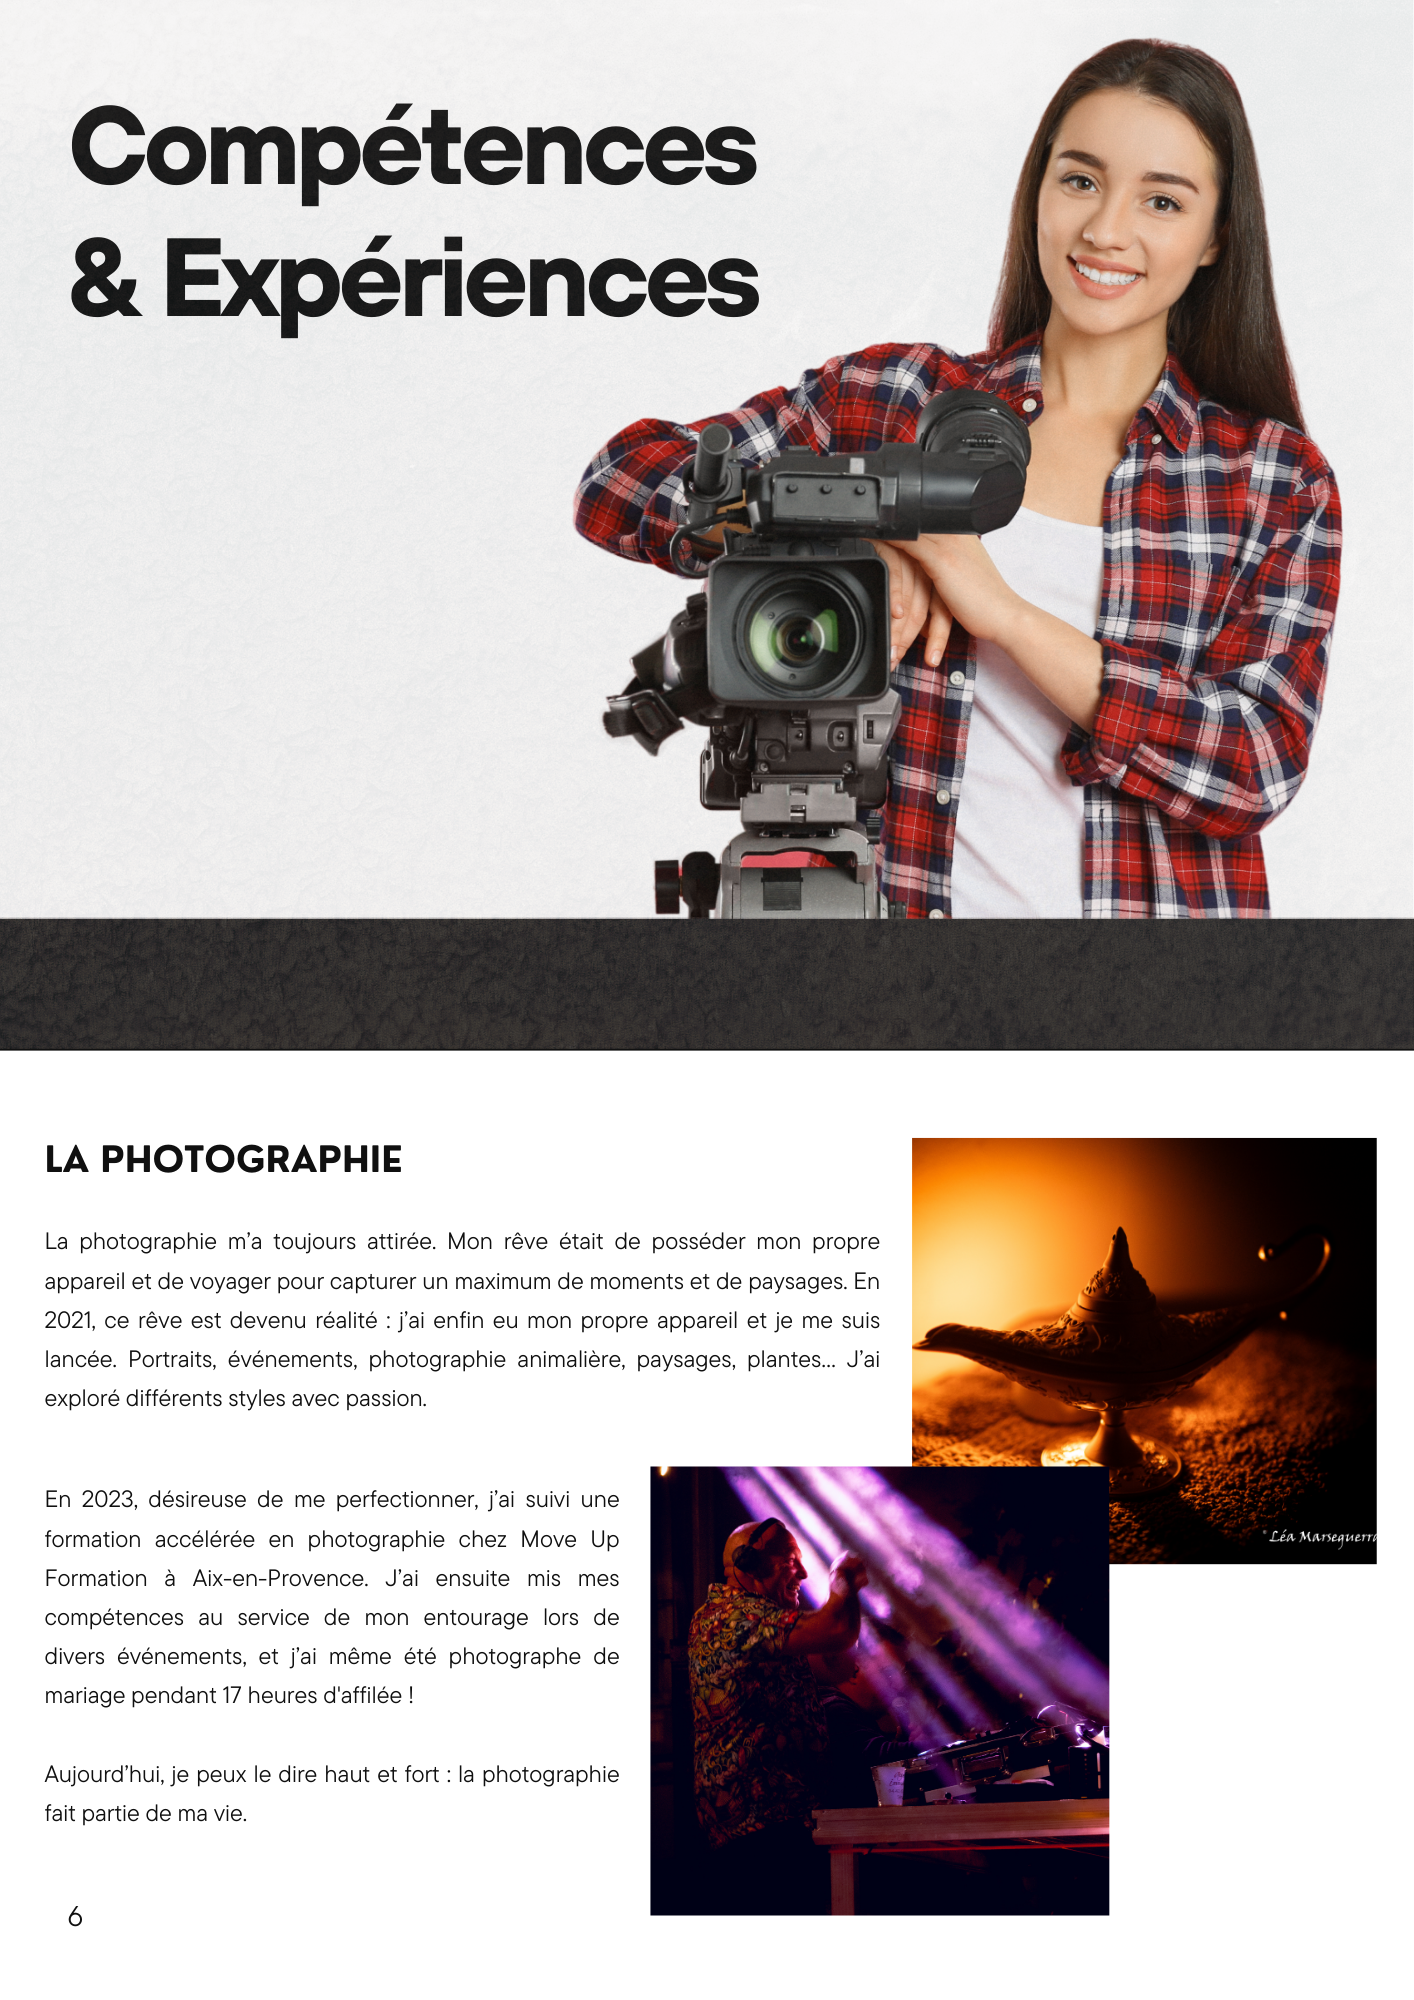 Compétences
& Expériences
LA PHOTOGRAPHIE
La photographie m’a toujours attirée. Mon rêve était de posséder mon propre
appareil et de voyager pour capturer un maximum de moments et de paysages. En
2021, ce rêve est devenu réalité : j’ai enfin eu mon propre appareil et je me suis
lancée. Portraits, événements, photographie animalière, paysages, plantes... J’ai
exploré différents styles avec passion.
En 2023, désireuse de me perfectionner, j’ai suivi une
formation accélérée en photographie chez Move Up
Formation à Aix-en-Provence. J’ai ensuite mis mes
compétences au service de mon entourage lors de
divers événements, et j’ai même été photographe de
mariage pendant 17 heures d'affilée !
Aujourd’hui, je peux le dire haut et fort : la photographie
fait partie de ma vie.
Léa Marseguerra
6